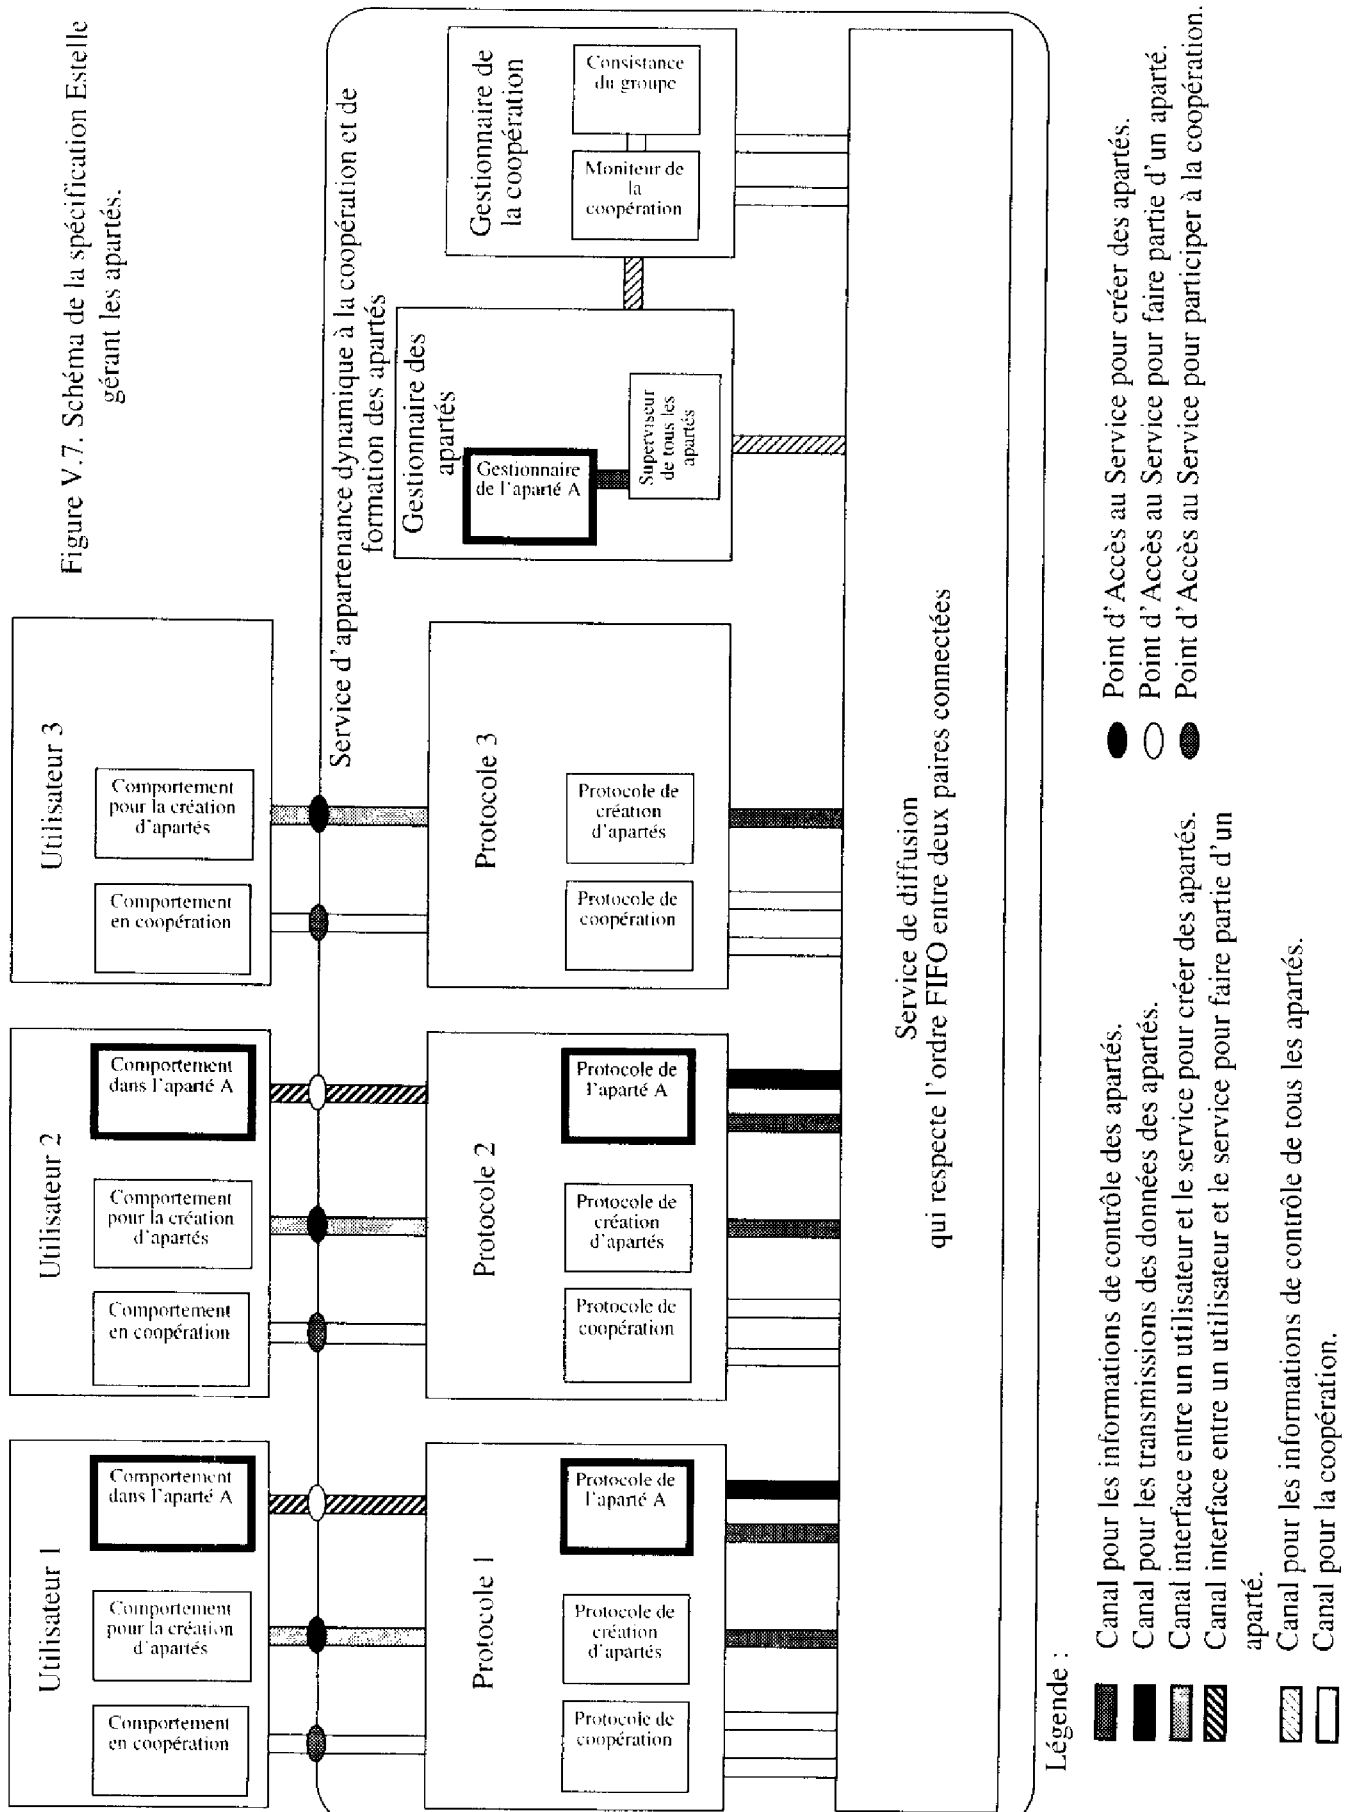 Figure V.7. Schéma de la spécification Estelle
gérant les apartés.
Utilisateur 1
Comportement
en coopération
Comportement
pour la création
d'apartés
Comportement
dans l'aparté A
Utilisateur 2
Comportement
en coopération
Comportement
pour la création
d'apartés
Comportement
dans l'aparté A
Utilisateur 3
Comportement
en coopération
Comportement
pour la création
d'apartés
Service d'appartenance dynamique à la coopération et de
formation des apartés
Protocole 1
Protocole de
coopération
Protocole de
création
d'apartés
Protocole de
l'aparté A
Protocole 2
Protocole de
coopération
Protocole de
création
d'apartés
Protocole de
l'aparté A
Protocole 3
Protocole de
coopération
Protocole de
création
d'apartés
Gestionnaire des
apartés
Gestionnaire
de l'aparté A
Superviseur
de tous les
apartés
Gestionnaire de
la coopération
Moniteur de
la
coopération
Consistance
du groupe
Service de diffusion
qui respecte l'ordre FIFO entre deux paires connectées
Légende :
Canal pour les informations de contrôle des apartés.
Canal pour les transmissions des données des apartés.
Canal interface entre un utilisateur et le service pour créer des apartés.
Canal interface entre un utilisateur et le service pour faire partie d'un
aparté.
Canal pour les informations de contrôle de tous les apartés.
Canal pour la coopération.
Point d'Accès au Service pour créer des apartés.
Point d'Accès au Service pour faire partie d'un aparté.
Point d'Accès au Service pour participer à la coopération.